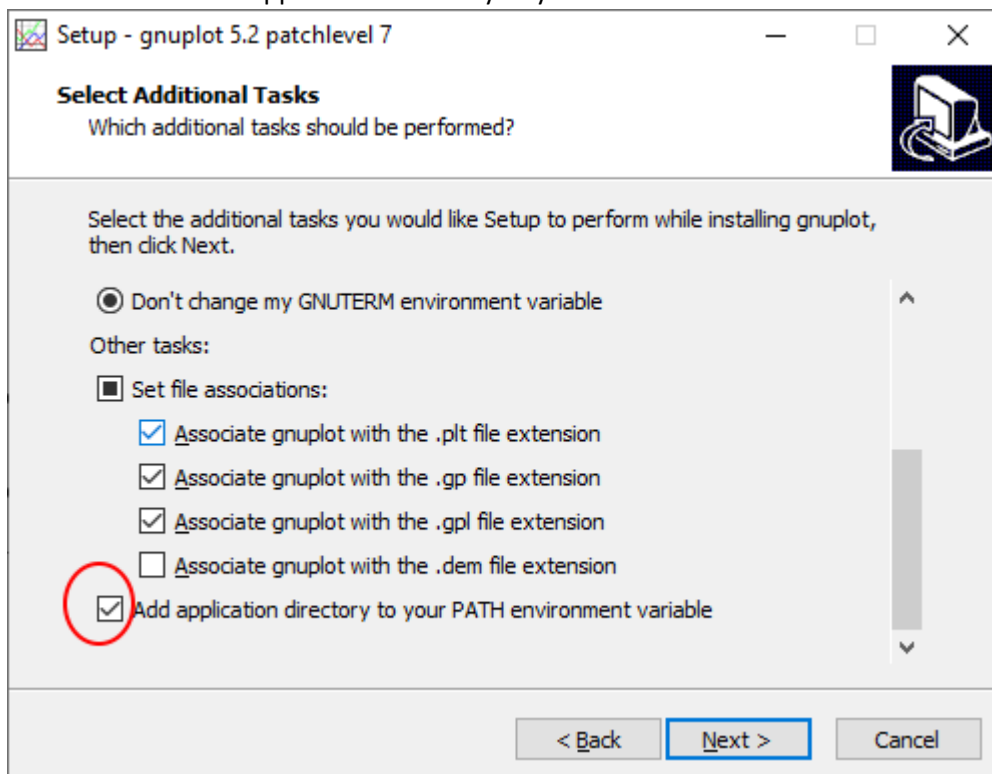 Setup - gnuplot 5.2 patchlevel 7
Select Additional Tasks
Which additional tasks should be performed?
Select the additional tasks you would like Setup to perform while installing gnuplot,
then click Next.
Don't change my GNUTERM environment variable
Other tasks:
Set file associations:
Associate gnuplot with the .plt file extension
Associate gnuplot with the .gp file extension
Associate gnuplot with the .gpl file extension
Associate gnuplot with the .dem file extension
Add application directory to your PATH environment variable
< Back
Next >
Cancel